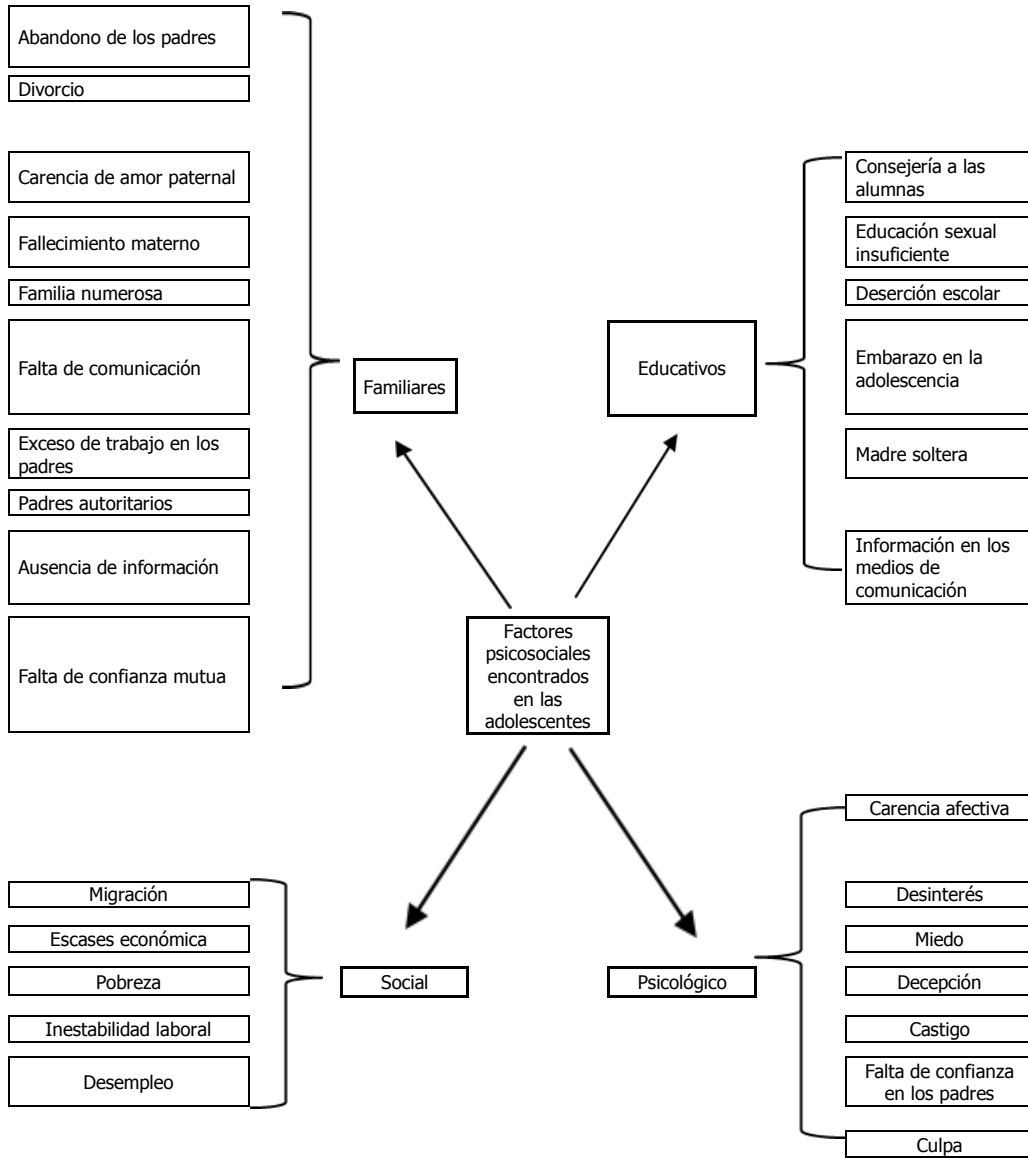 Abandono de los padres
Divorcio
Carencia de amor paternal
Fallecimiento materno
Familia numerosa
Falta de comunicación
Exceso de trabajo en los
padres
Padres autoritarios
Ausencia de información
Falta de confianza mutua
Familiares
Educativos
Consejería a las
alumnas
Educación sexual
insuficiente
Deserción escolar
Embarazo en la
adolescencia
Madre soltera
Información en los
medios de
comunicación
Factores
psicosociales
encontrados
en las
adolescentes
Migración
Escases económica
Pobreza
Inestabilidad laboral
Desempleo
Social
Psicológico
Carencia afectiva
Desinterés
Miedo
Decepción
Castigo
Falta de confianza
en los padres
Culpa